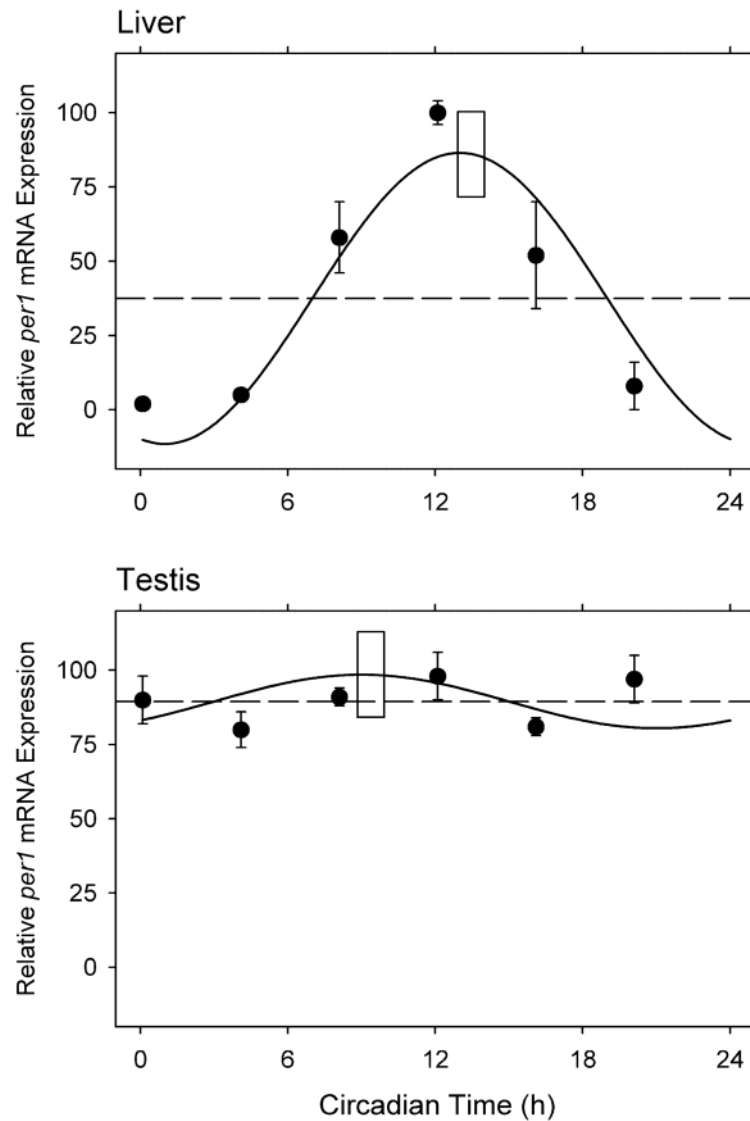 Liver
Relative per1 mRNA Expression
100
75
50
25
0
0 6 12 18 24
Testis
Relative per1 mRNA Expression
100
75
50
25
0
0 6 12 18 24
Circadian Time (h)